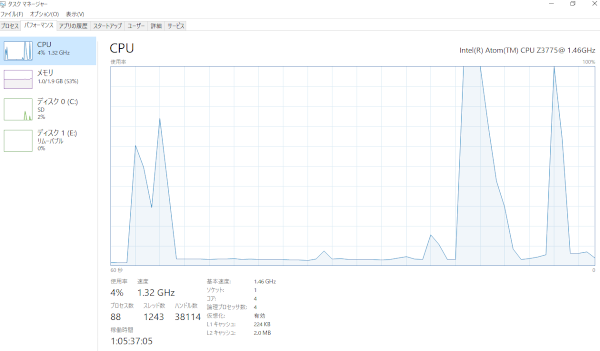 タスク マネージャー
ファイル(F) オプション(O) 表示(V)
プロセス パフォーマンス アプリの履歴 スタートアップ ユーザー 詳細 サービス
CPU
4% 1.32 GHz
メモリ
1.0/1.9 GB (53%)
ディスク 0 (C:)
SD
2%
ディスク 1 (E:)
リムーバブル
0%
CPU
Intel(R) Atom(TM) CPU Z3775@ 1.46GHz
使用率 100%
60 秒 0
使用率 速度
4% 1.32 GHz
プロセス数 スレッド数 ハンドル数
88 1243 38114
稼働時間
1:05:37:05
基本速度: 1.46 GHz
ソケット: 1
コア: 4
論理プロセッサ数: 4
仮想化: 有効
L1 キャッシュ: 224 KB
L2 キャッシュ: 2.0 MB